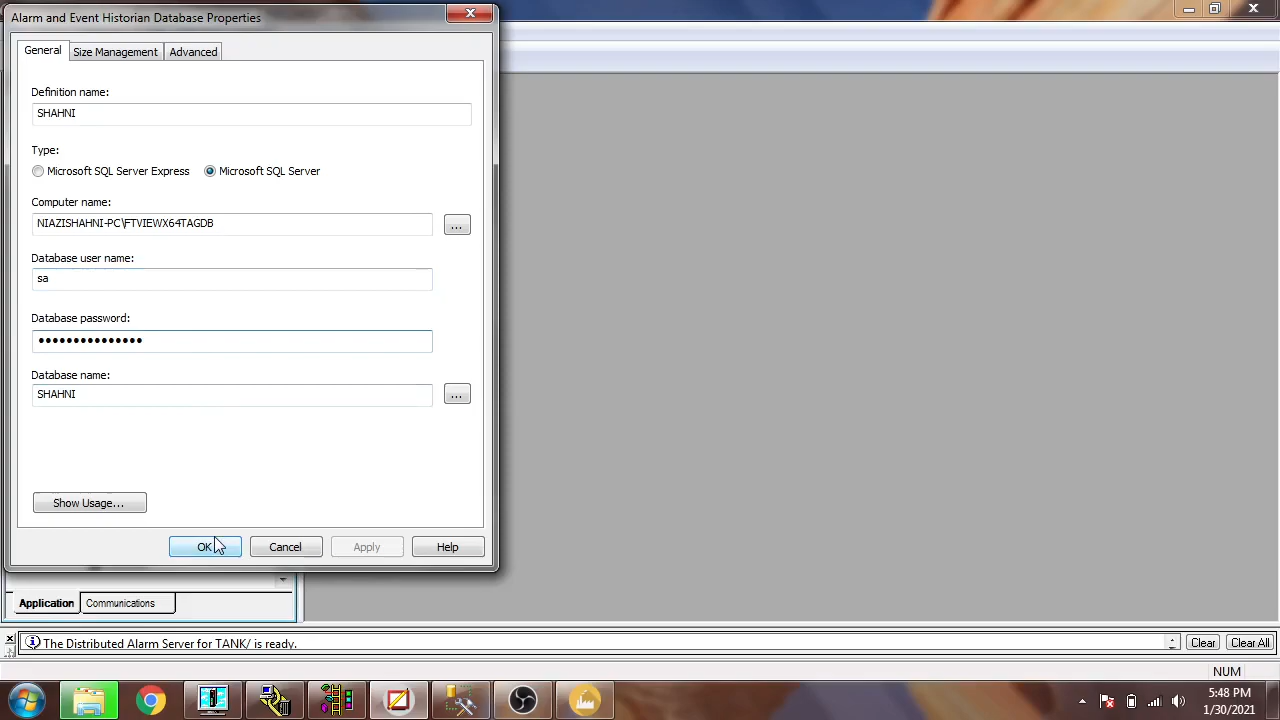 Alarm and Event Historian Database Properties
General
Size Management
Advanced
Definition name:
SHAHNI
Type:
Microsoft SQL Server Express
Microsoft SQL Server
Computer name:
NIAZISHAHNI-PC\FTVIEWX64TAGDB
...
Database user name:
sa
Database password:
•••••••••••••••
Database name:
SHAHNI
...
Show Usage...
OK
Cancel
Apply
Help
Application
Communications
The Distributed Alarm Server for TANK/ is ready.
Clear
Clear All
NUM
5:48 PM
1/30/2021